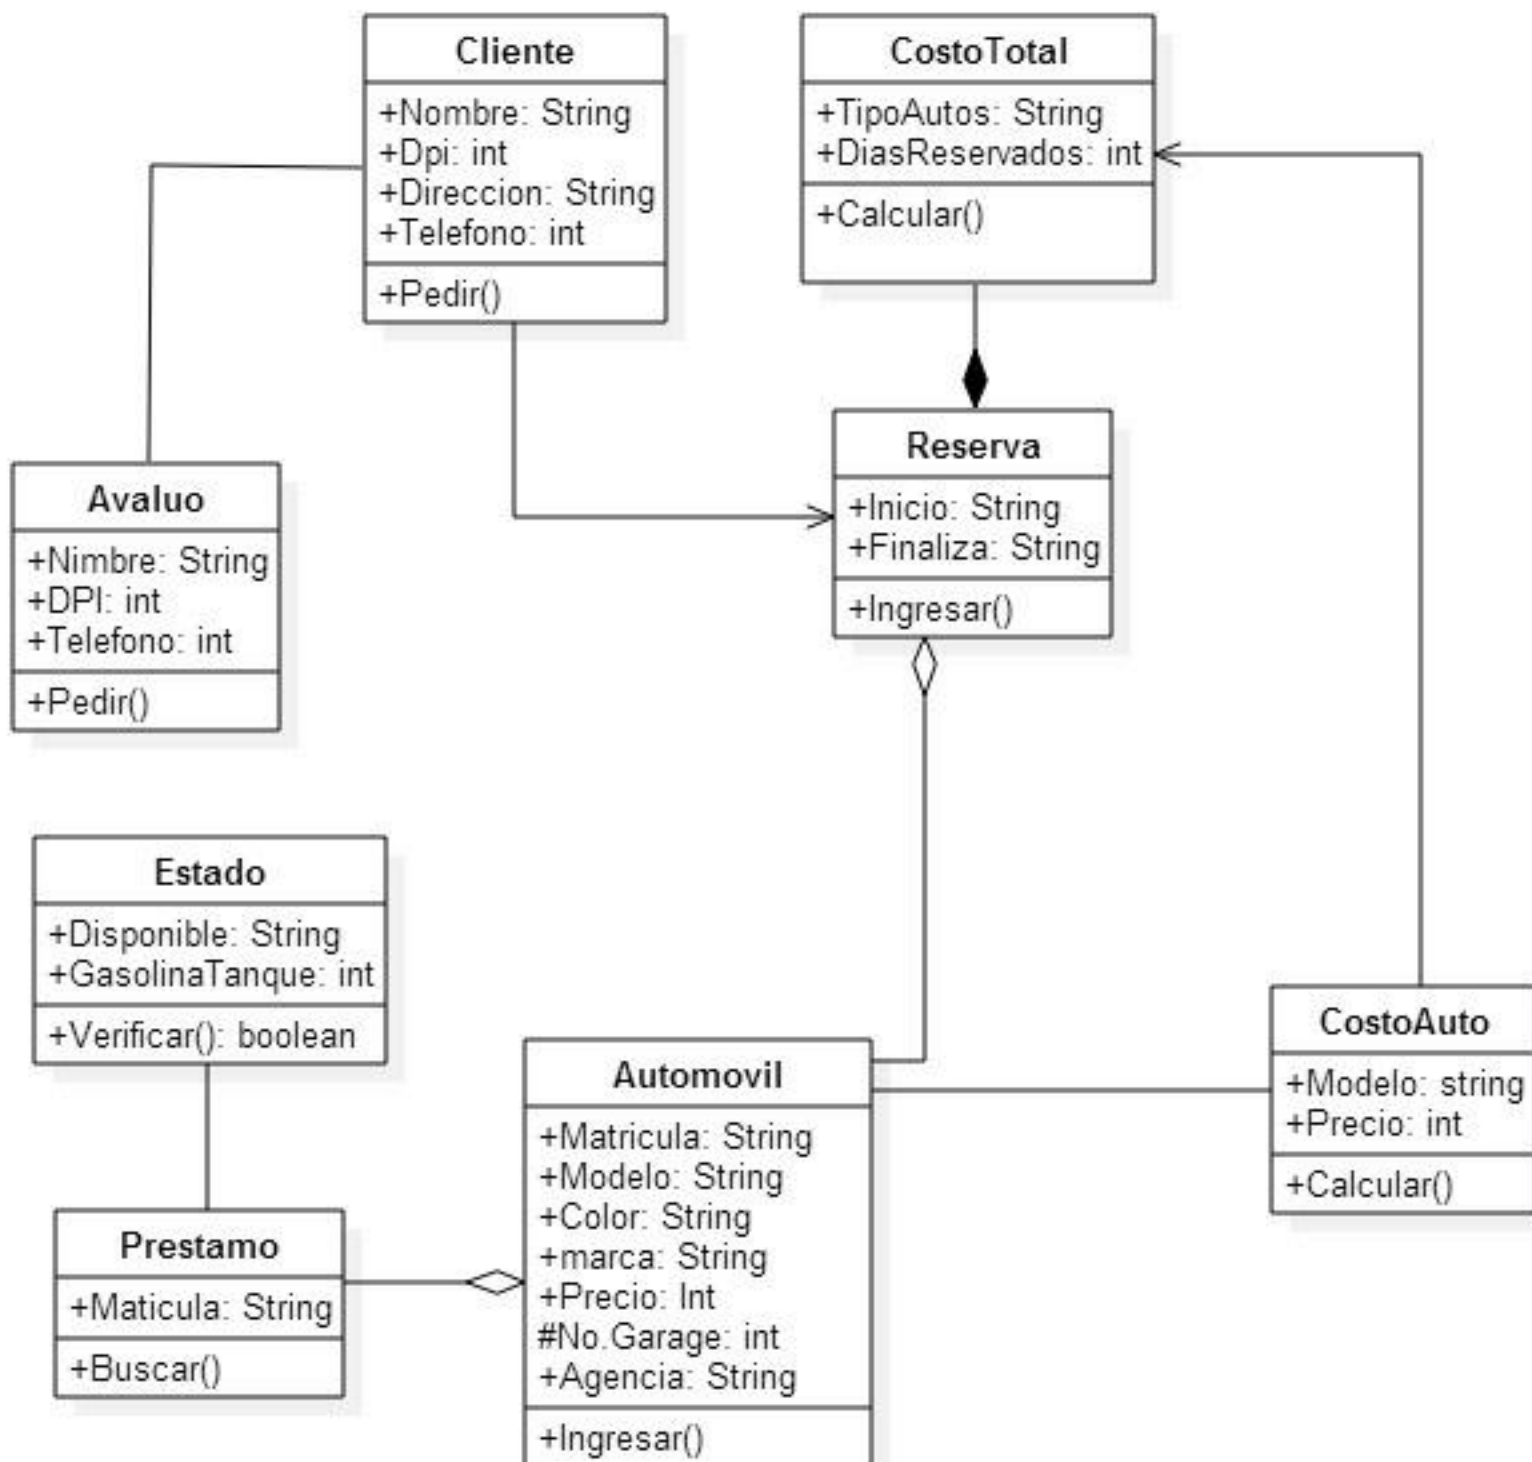 Cliente
+Nombre: String
+Dpi: int
+Direccion: String
+Telefono: int
+Pedir()
CostoTotal
+TipoAutos: String
+DiasReservados: int
+Calcular()
Avaluo
+Nimbre: String
+DPI: int
+Telefono: int
+Pedir()
Reserva
+Inicio: String
+Finaliza: String
+Ingresar()
Estado
+Disponible: String
+GasolinaTanque: int
+Verificar(): boolean
Prestamo
+Maticula: String
+Buscar()
Automovil
+Matricula: String
+Modelo: String
+Color: String
+marca: String
+Precio: Int
#No.Garage: int
+Agencia: String
+Ingresar()
CostoAuto
+Modelo: string
+Precio: int
+Calcular()